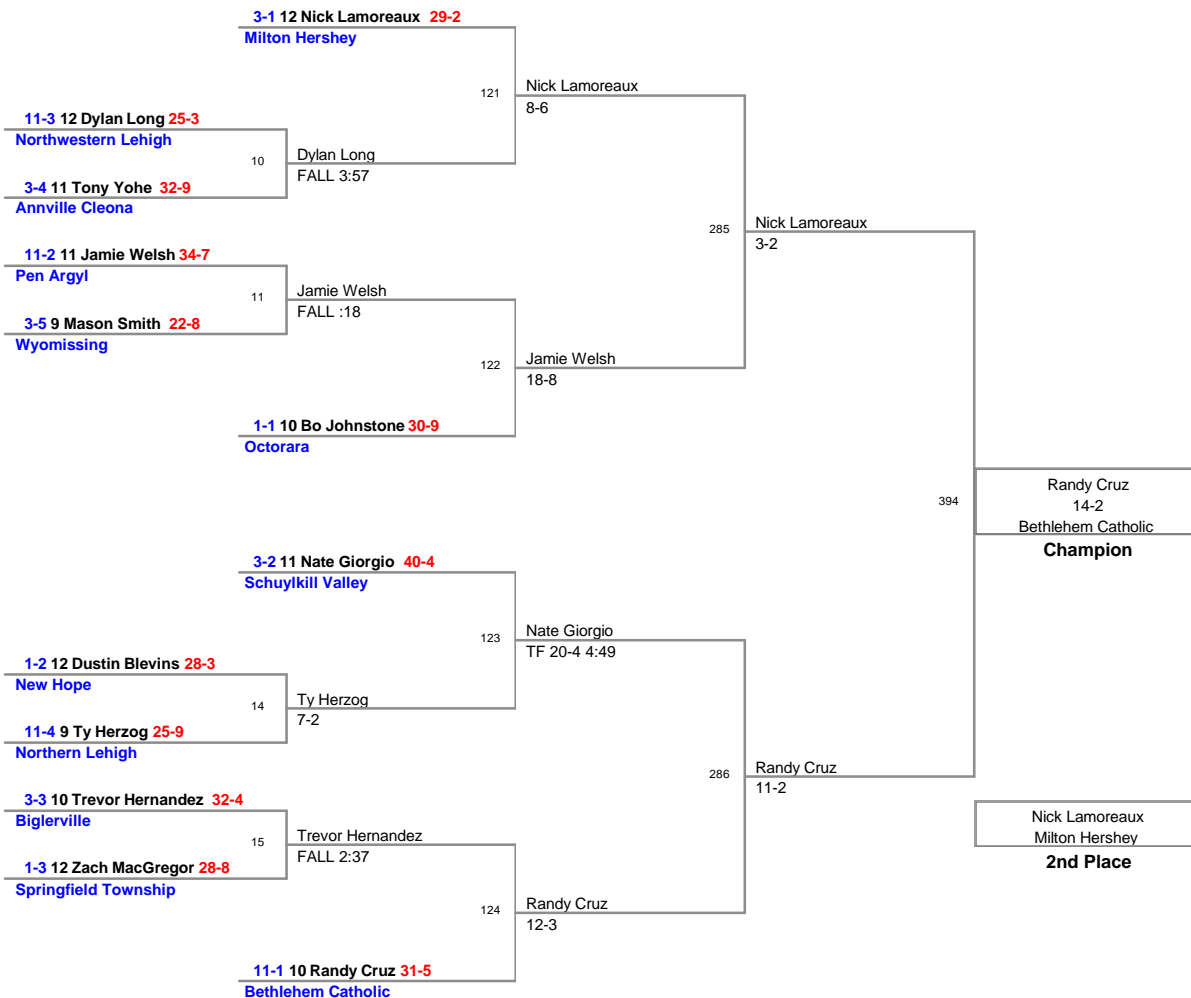 3-1 12 Nick Lamoreaux 29-2
Milton Hershey
121
Nick Lamoreaux
8-6
11-3 12 Dylan Long 25-3
Northwestern Lehigh
10
Dylan Long
FALL 3:57
3-4 11 Tony Yohe 32-9
Annville Cleona
285
Nick Lamoreaux
3-2
11-2 11 Jamie Welsh 34-7
Pen Argyl
11
Jamie Welsh
FALL :18
3-5 9 Mason Smith 22-8
Wyomissing
122
Jamie Welsh
18-8
1-1 10 Bo Johnstone 30-9
Octorara
394
Randy Cruz
14-2
Bethlehem Catholic
Champion
3-2 11 Nate Giorgio 40-4
Schuylkill Valley
123
Nate Giorgio
TF 20-4 4:49
1-2 12 Dustin Blevins 28-3
New Hope
14
Ty Herzog
7-2
11-4 9 Ty Herzog 25-9
Northern Lehigh
286
Randy Cruz
11-2
3-3 10 Trevor Hernandez 32-4
Biglerville
15
Trevor Hernandez
FALL 2:37
1-3 12 Zach MacGregor 28-8
Springfield Township
Nick Lamoreaux
Milton Hershey
2nd Place
124
Randy Cruz
12-3
11-1 10 Randy Cruz 31-5
Bethlehem Catholic